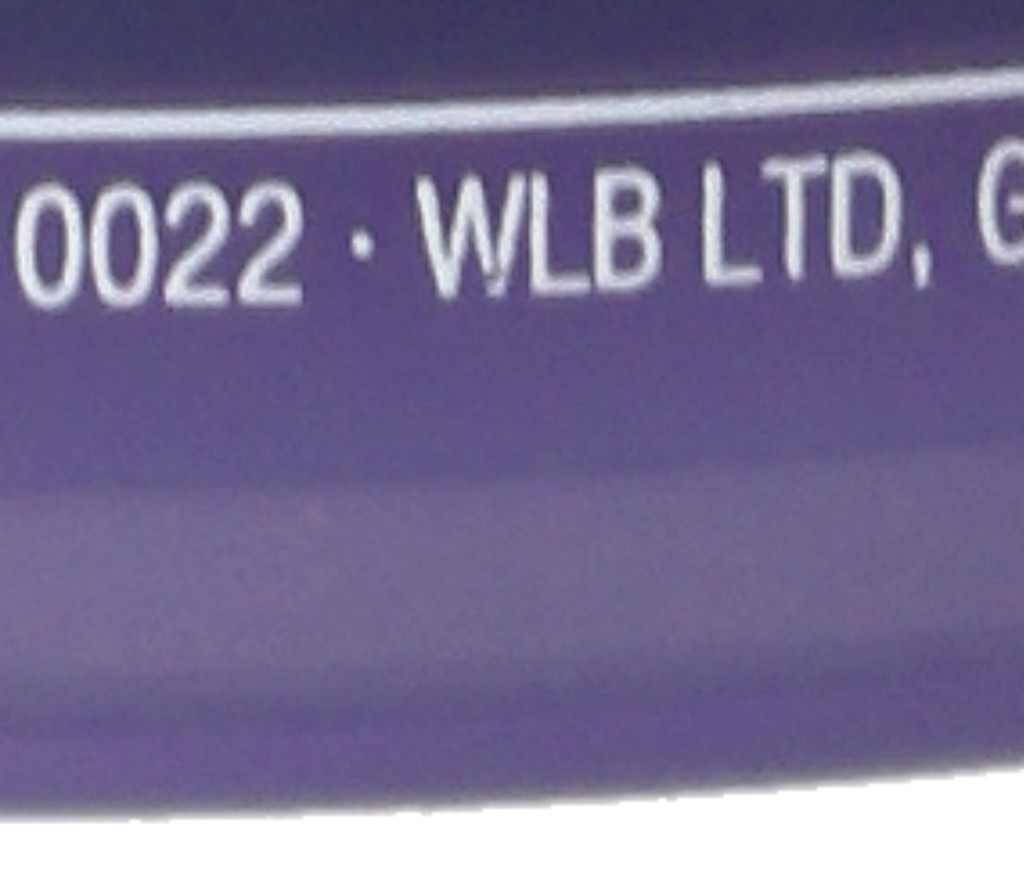 0022 · WLB LTD, G